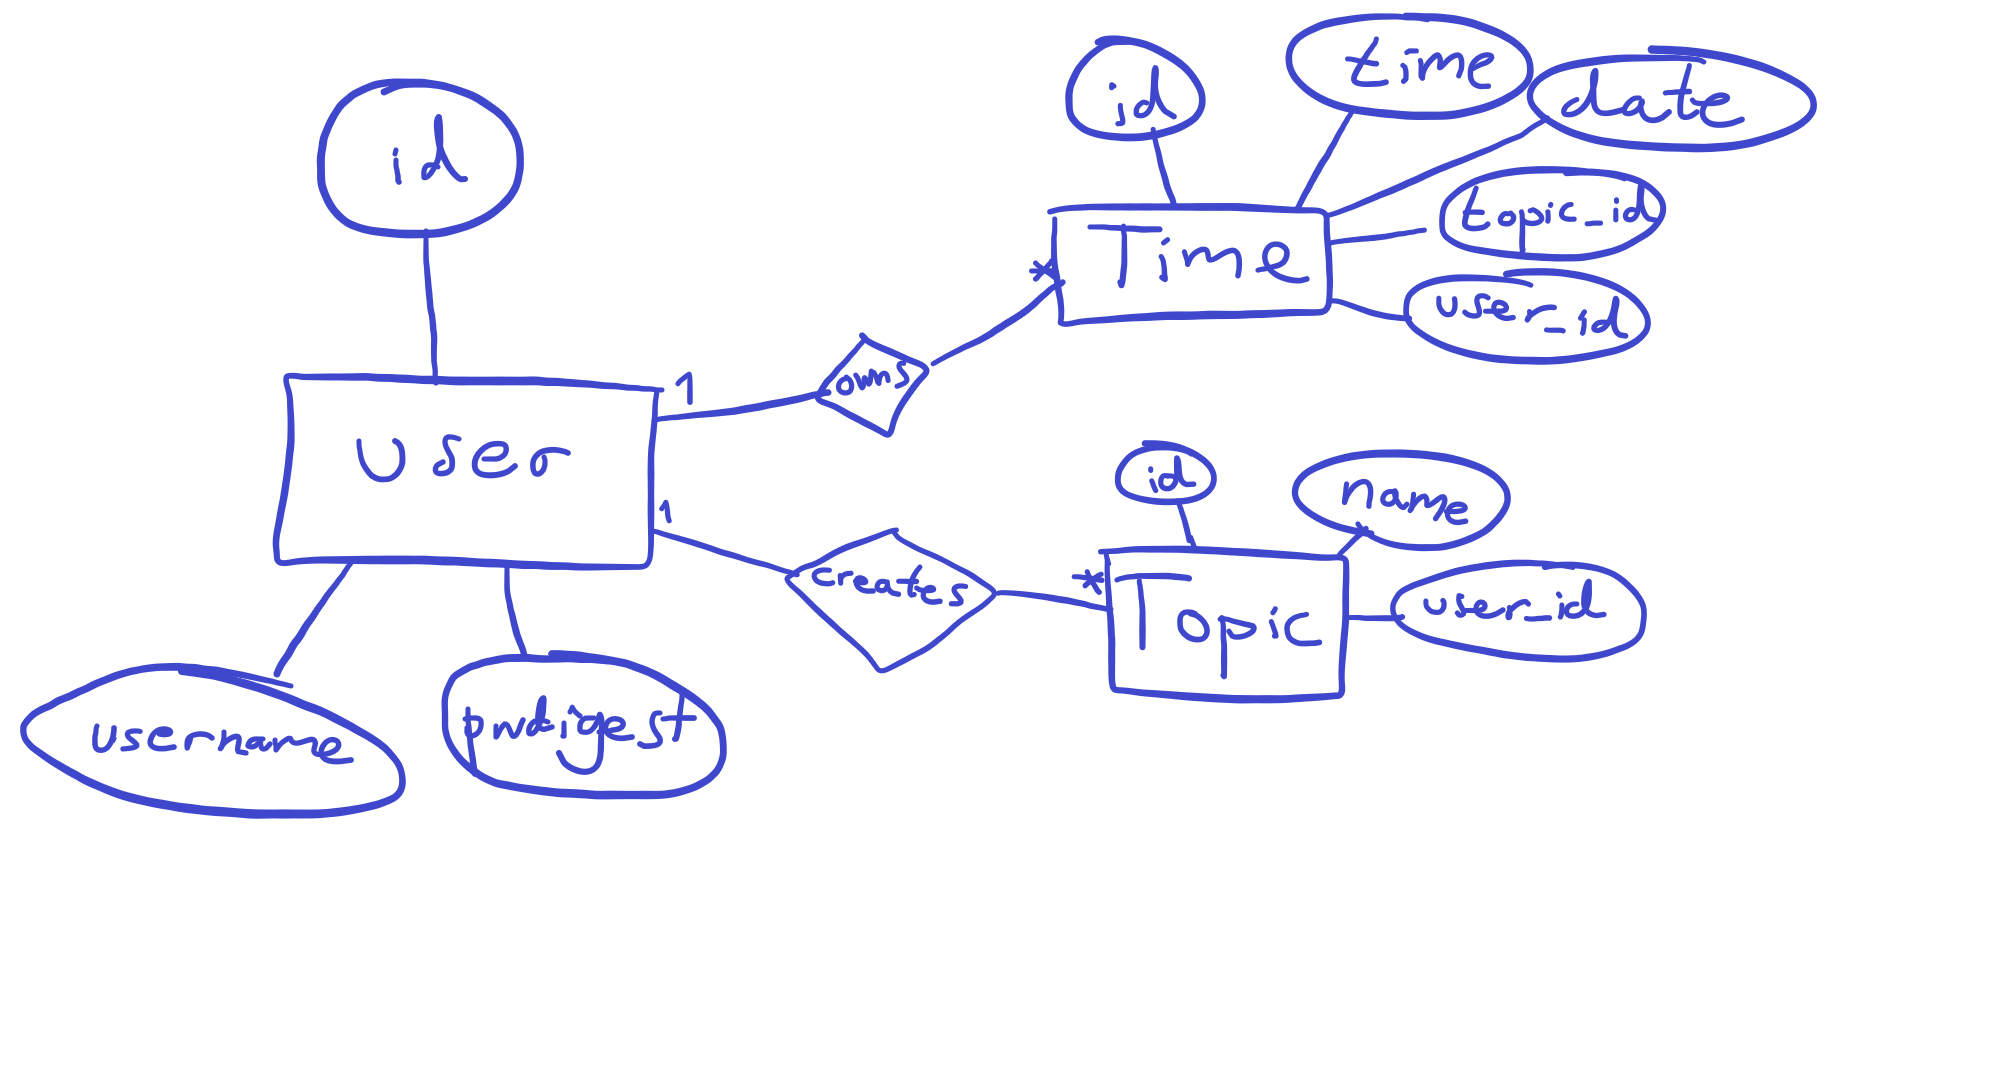 id
User
username
pwdigest
1
owns
*
Time
id
time
date
topic_id
user_id
1
creates
*
Topic
id
name
user_id